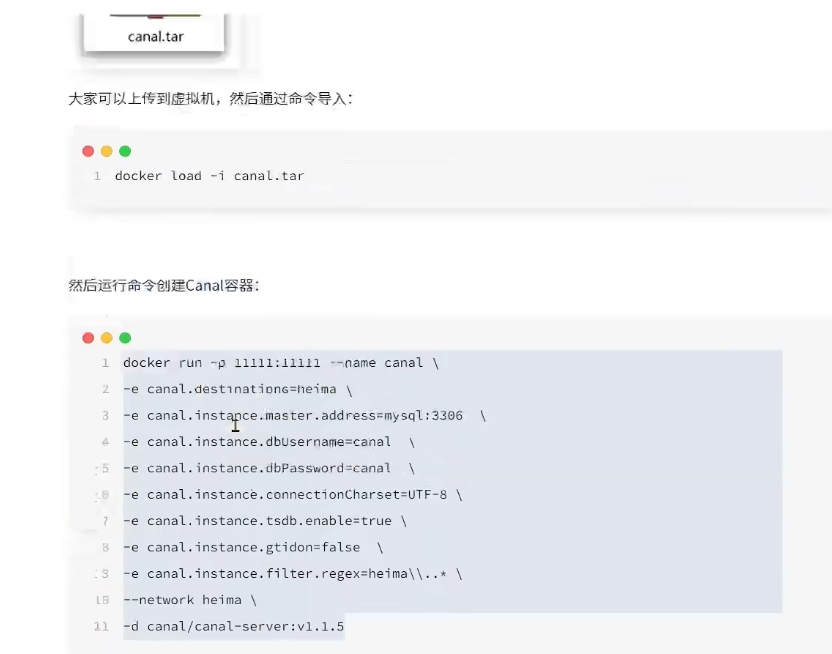 canal.tar
大家可以上传到虚拟机，然后通过命令导入：
1 docker load -i canal.tar
然后运行命令创建Canal容器：
1 docker run -p 11111:11111 --name canal \
2 -e canal.destinations=heima \
3 -e canal.instance.master.address=mysql:3306  \
4 -e canal.instance.dbUsername=canal  \
5 -e canal.instance.dbPassword=canal  \
-e canal.instance.connectionCharset=UTF-8 \
7 -e canal.instance.tsdb.enable=true \
8 -e canal.instance.gtidon=false  \
-e canal.instance.filter.regex=heima\\..* \
10 --network heima \
11 -d canal/canal-server:v1.1.5